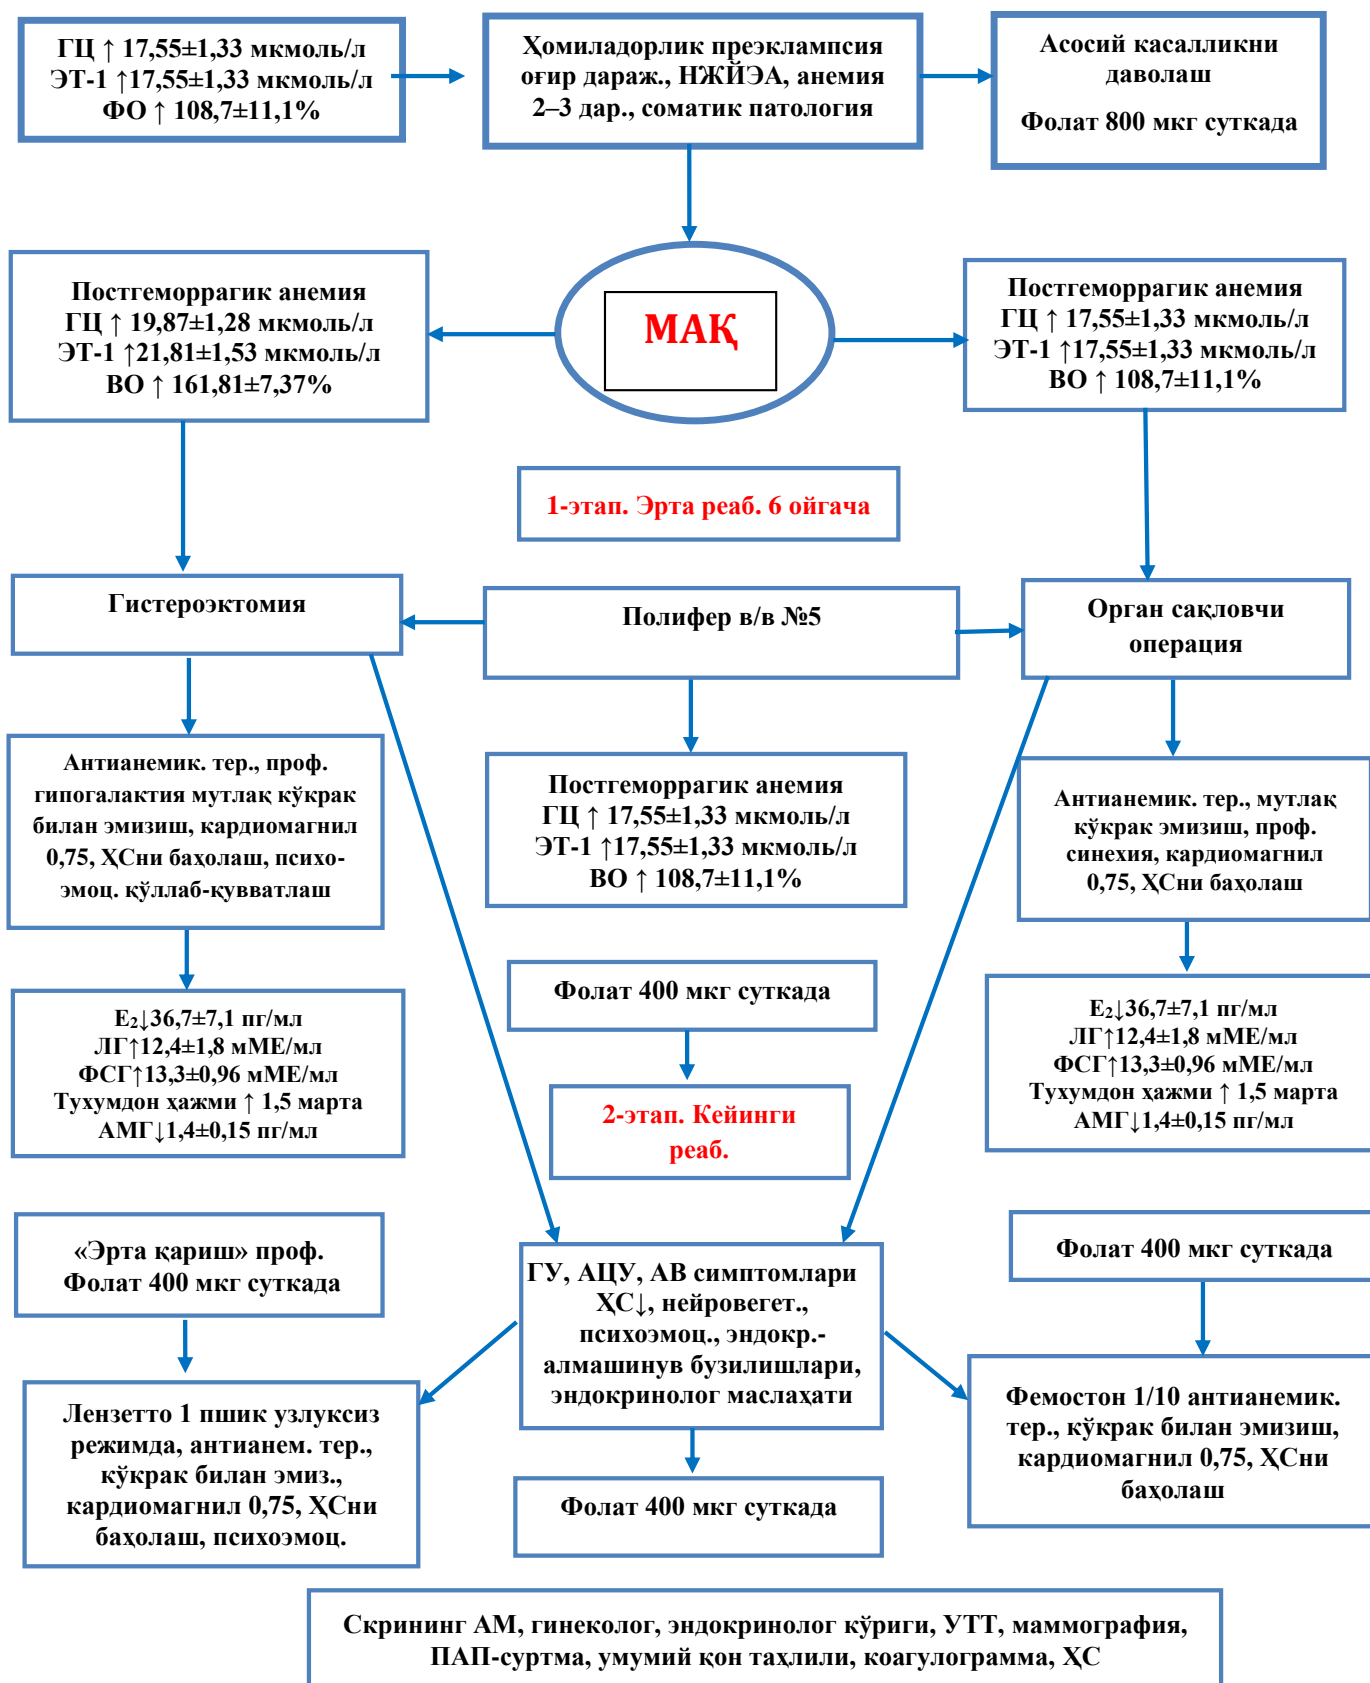 ГЦ ↑ 17,55±1,33 мкмоль/л
ЭТ-1 ↑17,55±1,33 мкмоль/л
ФО ↑ 108,7±11,1%
Ҳомиладорлик преэклампсия
оғир дараж., НЖЙЭА, анемия
2–3 дар., соматик патология
Асосий касалликни
даволаш
Фолат 800 мкг суткада
Постгеморрагик анемия
ГЦ ↑ 19,87±1,28 мкмоль/л
ЭТ-1 ↑21,81±1,53 мкмоль/л
ВО ↑ 161,81±7,37%
МАҚ
Постгеморрагик анемия
ГЦ ↑ 17,55±1,33 мкмоль/л
ЭТ-1 ↑17,55±1,33 мкмоль/л
ВО ↑ 108,7±11,1%
1-этап. Эрта реаб. 6 ойгача
Гистероэктомия
Полифер в/в №5
Орган сақловчи
операция
Антианемик. тер., проф.
гипогалактия мутлақ кўкрак
билан эмизиш, кардиомагнил
0,75, ҲСни баҳолаш, психо-
эмоц. қўллаб-қувватлаш
Постгеморрагик анемия
ГЦ ↑ 17,55±1,33 мкмоль/л
ЭТ-1 ↑17,55±1,33 мкмоль/л
ВО ↑ 108,7±11,1%
Антианемик. тер., мутлақ
кўкрак эмизиш, проф.
синехия, кардиомагнил
0,75, ҲСни баҳолаш
Е₂↓36,7±7,1 пг/мл
ЛГ↑12,4±1,8 мМЕ/мл
ФСГ↑13,3±0,96 мМЕ/мл
Тухумдон ҳажми ↑ 1,5 марта
АМГ↓1,4±0,15 пг/мл
Фолат 400 мкг суткада
Е₂↓36,7±7,1 пг/мл
ЛГ↑12,4±1,8 мМЕ/мл
ФСГ↑13,3±0,96 мМЕ/мл
Тухумдон ҳажми ↑ 1,5 марта
АМГ↓1,4±0,15 пг/мл
2-этап. Кейинги
реаб.
«Эрта қариш» проф.
Фолат 400 мкг суткада
ГУ, АЦУ, АВ симптомлари
ҲС↓, нейровегет.,
психоэмоц., эндокр.-
алмашинув бузилишлари,
эндокринолог маслаҳати
Фолат 400 мкг суткада
Лензетто 1 пшик узлуксиз
режимда, антианем. тер.,
кўкрак билан эмиз.,
кардиомагнил 0,75, ҲСни
баҳолаш, психоэмоц.
Фолат 400 мкг суткада
Фемостон 1/10 антианемик.
тер., кўкрак билан эмизиш,
кардиомагнил 0,75, ҲСни
баҳолаш
Скрининг АМ, гинеколог, эндокринолог кўриги, УТТ, маммография,
ПАП-суртма, умумий қон таҳлили, коагулограмма, ҲС